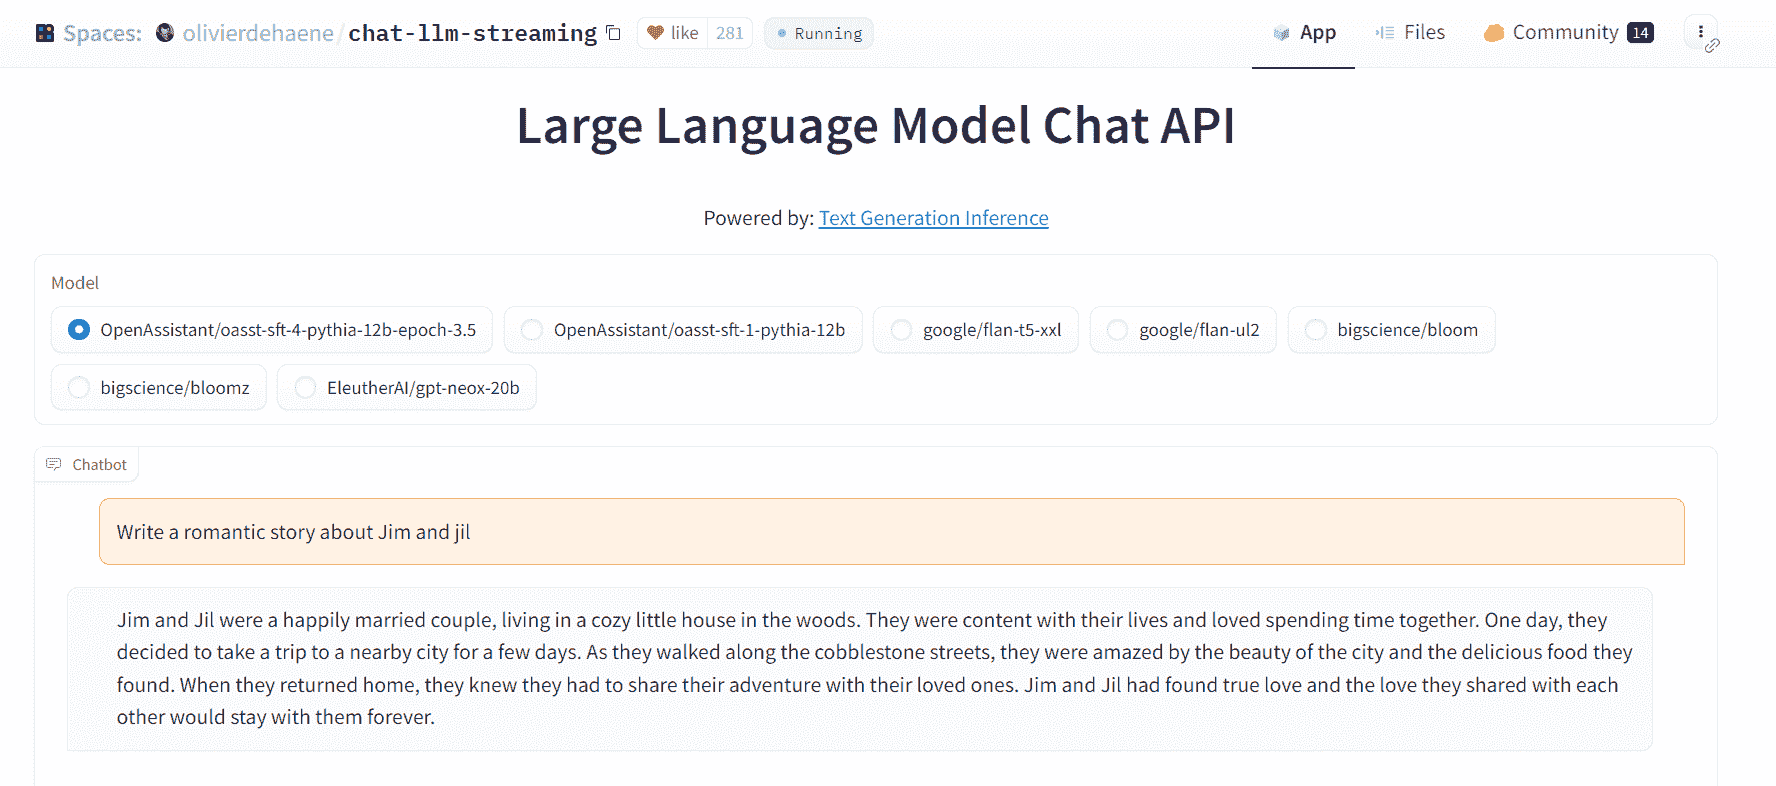 Spaces: olivierdehaene/chat-llm-streaming like 281 Running App Files Community 14
Large Language Model Chat API
Powered by: Text Generation Inference
Model
OpenAssistant/oasst-sft-4-pythia-12b-epoch-3.5 OpenAssistant/oasst-sft-1-pythia-12b google/flan-t5-xxl google/flan-ul2 bigscience/bloom
bigscience/bloomz EleutherAI/gpt-neox-20b
Chatbot
Write a romantic story about Jim and jil
Jim and Jil were a happily married couple, living in a cozy little house in the woods. They were content with their lives and loved spending time together. One day, they
decided to take a trip to a nearby city for a few days. As they walked along the cobblestone streets, they were amazed by the beauty of the city and the delicious food they
found. When they returned home, they knew they had to share their adventure with their loved ones. Jim and Jil had found true love and the love they shared with each
other would stay with them forever.